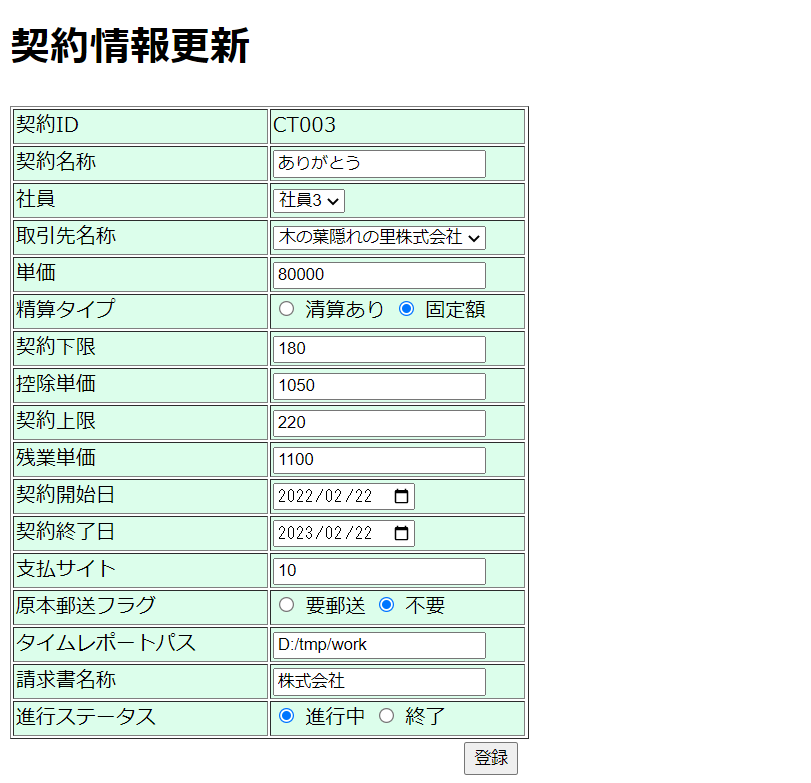 契約情報更新
契約ID CT003
契約名称 ありがとう
社員 社員3
取引先名称 木の葉隠れの里株式会社
単価 80000
精算タイプ 清算あり 固定額
契約下限 180
控除単価 1050
契約上限 220
残業単価 1100
契約開始日 2022/02/22
契約終了日 2023/02/22
支払サイト 10
原本郵送フラグ 要郵送 不要
タイムレポートパス D:/tmp/work
請求書名称 株式会社
進行ステータス 進行中 終了
登録